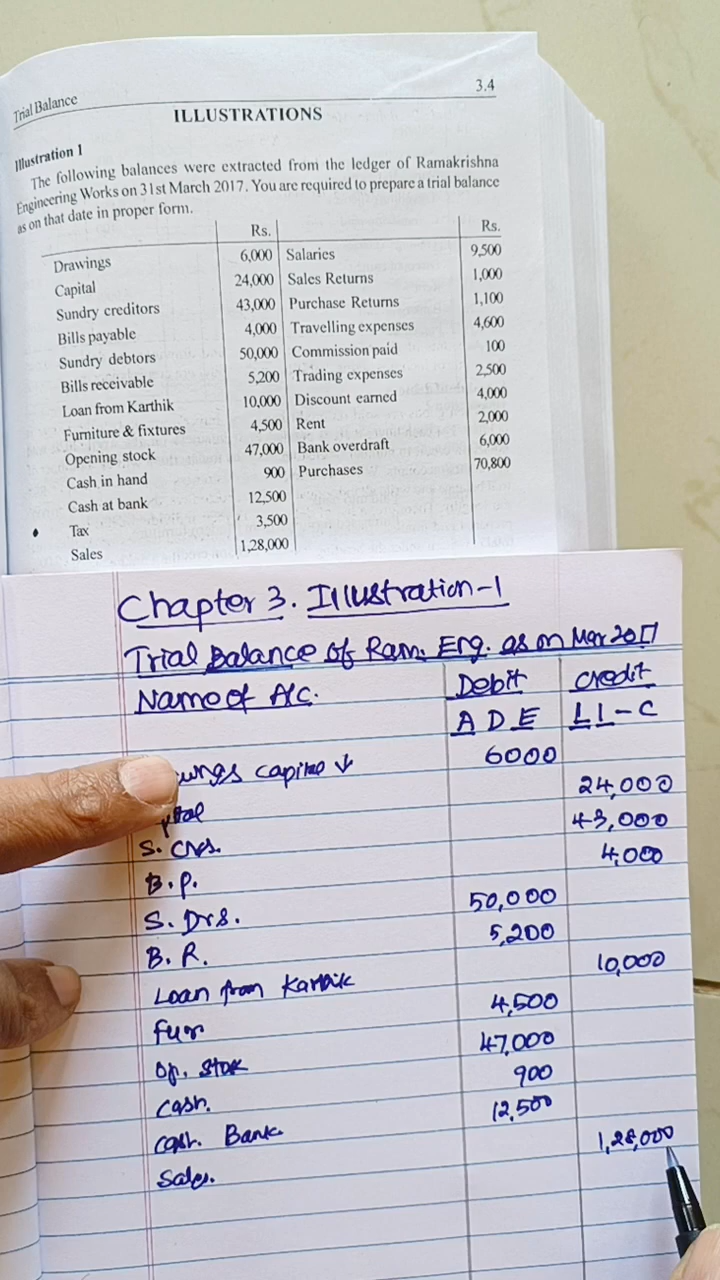 Trial Balance 3.4
ILLUSTRATIONS
Illustration 1
The following balances were extracted from the ledger of Ramakrishna
Engineering Works on 31st March 2017. You are required to prepare a trial balance
as on that date in proper form.
Rs. Rs.
Drawings 6,000 Salaries 9,500
Capital 24,000 Sales Returns 1,000
Sundry creditors 43,000 Purchase Returns 1,100
Bills payable 4,000 Travelling expenses 4,600
Sundry debtors 50,000 Commission paid 100
Bills receivable 5,200 Trading expenses 2,500
Loan from Karthik 10,000 Discount earned 4,000
Furniture & fixtures 4,500 Rent 2,000
Opening stock 47,000 Bank overdraft 6,000
Cash in hand 900 Purchases 70,800
Cash at bank 12,500
Tax 3,500
Sales 1,28,000
Chapter 3. Illustration-1
Trial Balance of Ram. Eng. as on Mar 2017
Name of A/c. Debit Credit
A D E L I - C
wings capital ↓ 6000
ital 24,000
S. Crs. 43,000
B.P. 4,000
S. Drs. 50,000
B. R. 5,200
Loan from Karthik 10,000
Fur 4,500
Op. Stok 47,000
Cash. 900
Cash. Bank 12,500
Sales. 1,28,000